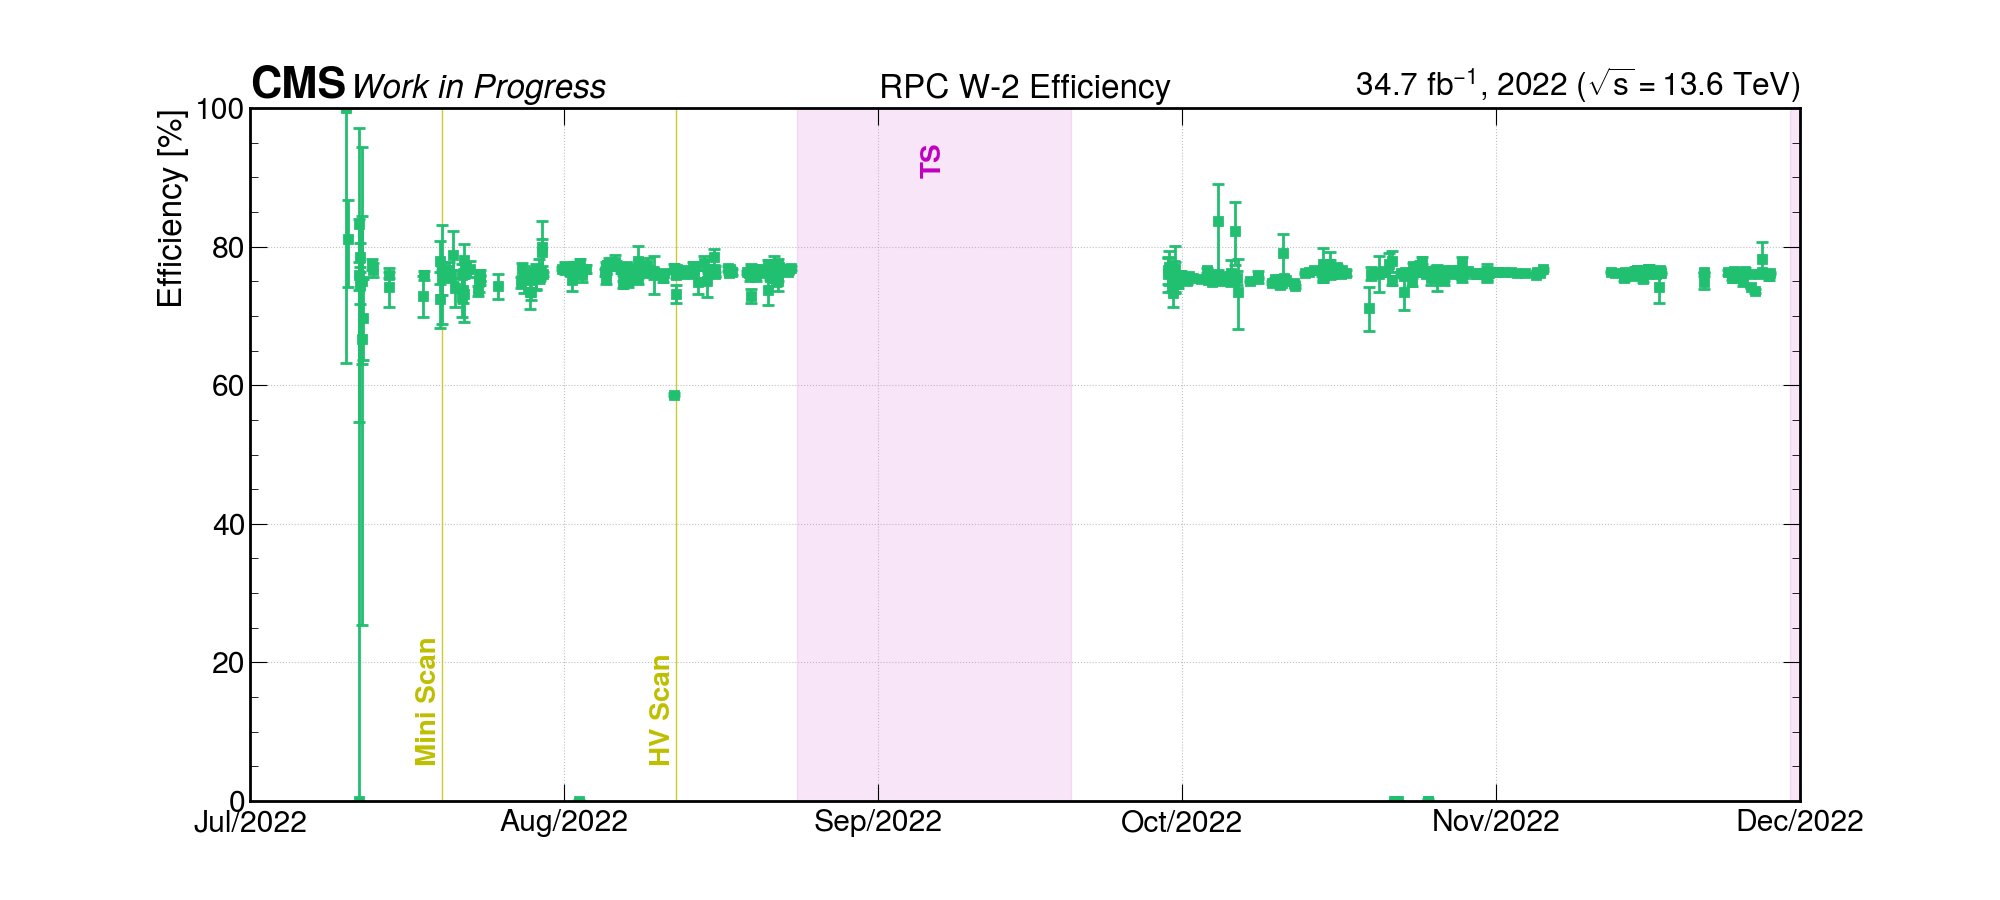 CMS Work in Progress RPC W-2 Efficiency 34.7 fb⁻¹, 2022 (√s = 13.6 TeV)
Efficiency [%]
100
80
60
40
20
0
TS
Mini Scan
HV Scan
Jul/2022 Aug/2022 Sep/2022 Oct/2022 Nov/2022 Dec/2022